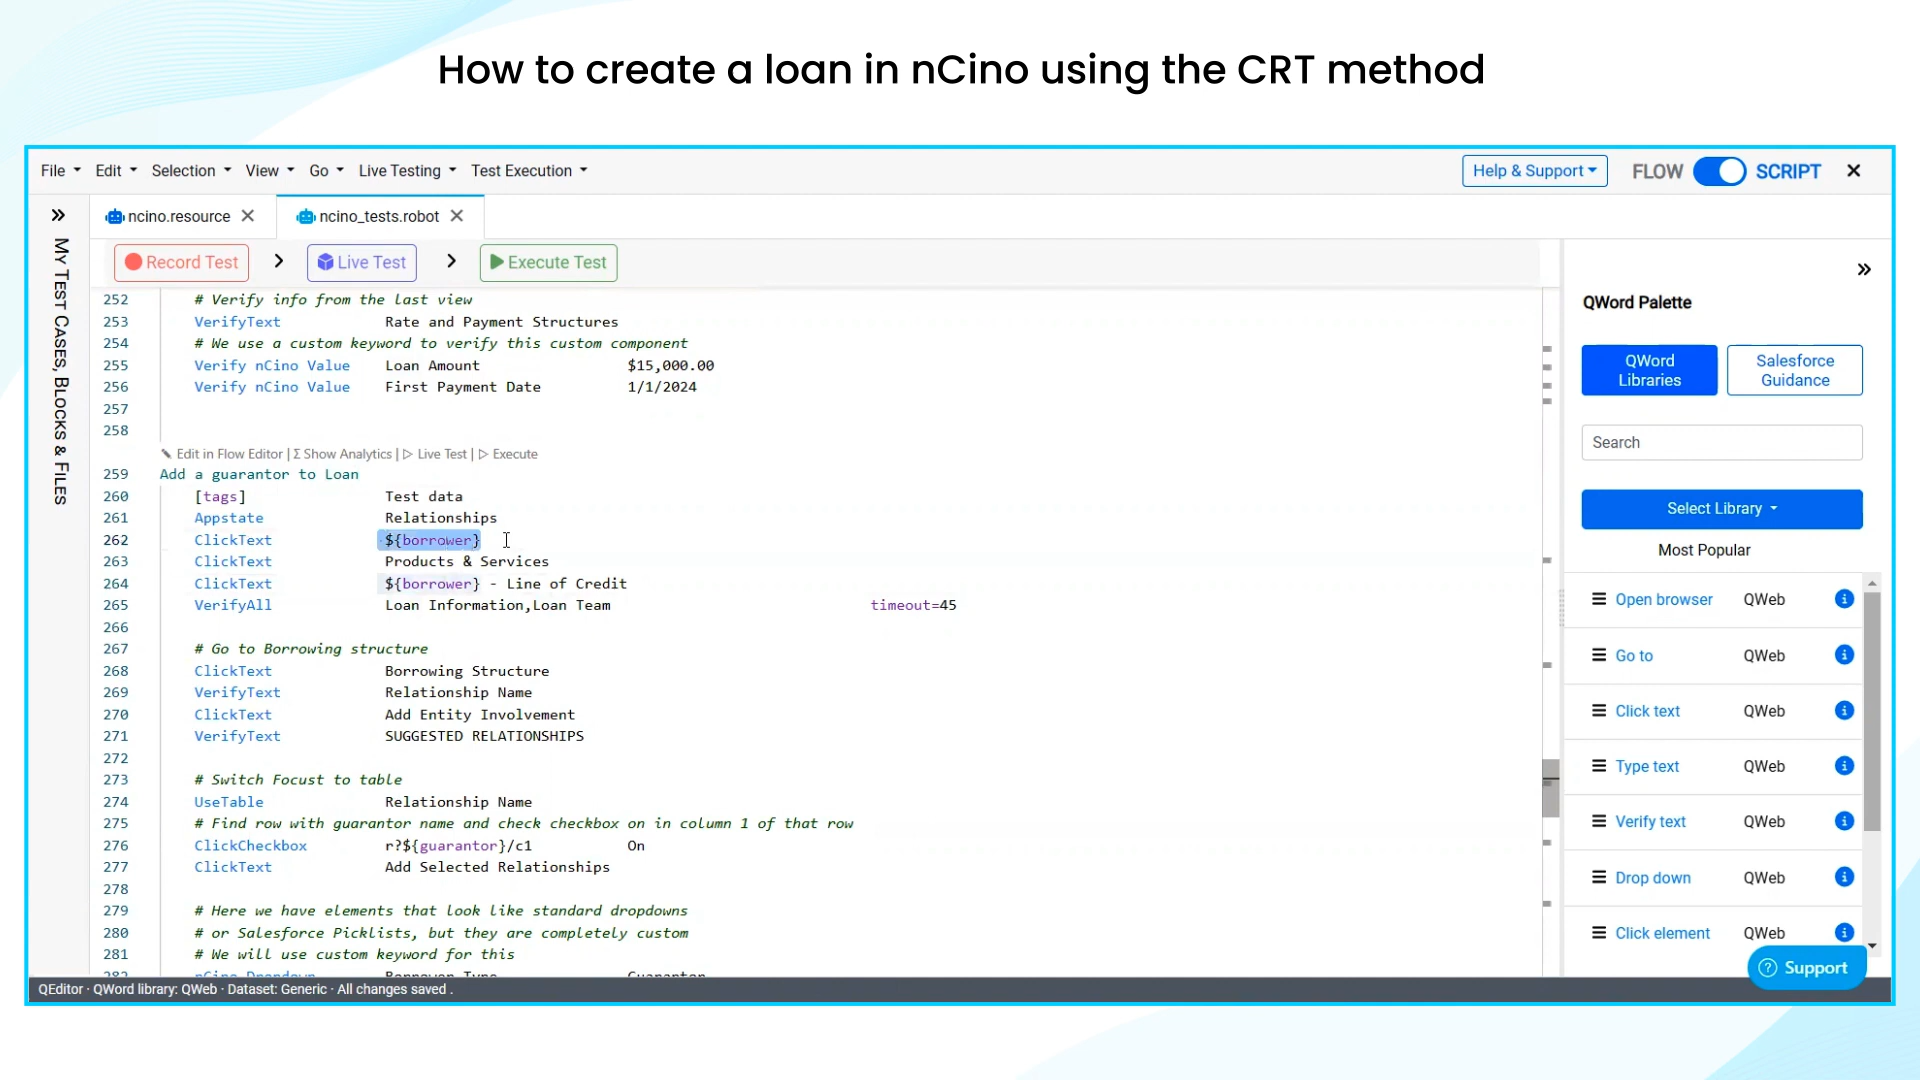 How to create a loan in nCino using the CRT method
File Edit Selection View Go Live Testing Test Execution Help & Support FLOW SCRIPT
ncino.resource ncino_tests.robot
MY TEST CASES, BLOCKS & FILES
Record Test Live Test Execute Test
252 # Verify info from the last view
253 VerifyText Rate and Payment Structures
254 # We use a custom keyword to verify this custom component
255 Verify nCino Value Loan Amount $15,000.00
256 Verify nCino Value First Payment Date 1/1/2024
257
258
Edit in Flow Editor | Σ Show Analytics | ▷ Live Test | ▷ Execute
259 Add a guarantor to Loan
260 [tags] Test data
261 Appstate Relationships
262 ClickText ${borrower}
263 ClickText Products & Services
264 ClickText ${borrower} - Line of Credit
265 VerifyAll Loan Information,Loan Team timeout=45
266
267 # Go to Borrowing structure
268 ClickText Borrowing Structure
269 VerifyText Relationship Name
270 ClickText Add Entity Involvement
271 VerifyText SUGGESTED RELATIONSHIPS
272
273 # Switch Focust to table
274 UseTable Relationship Name
275 # Find row with guarantor name and check checkbox on in column 1 of that row
276 ClickCheckbox r?${guarantor}/c1 On
277 ClickText Add Selected Relationships
278
279 # Here we have elements that look like standard dropdowns
280 # or Salesforce Picklists, but they are completely custom
281 # We will use custom keyword for this
282 nCino Dropdown Borrower Type Guarantor
QWord Palette
QWord Libraries
Salesforce Guidance
Search
Select Library
Most Popular
Open browser QWeb
Go to QWeb
Click text QWeb
Type text QWeb
Verify text QWeb
Drop down QWeb
Click element QWeb
Support
QEditor · QWord library: QWeb · Dataset: Generic · All changes saved .